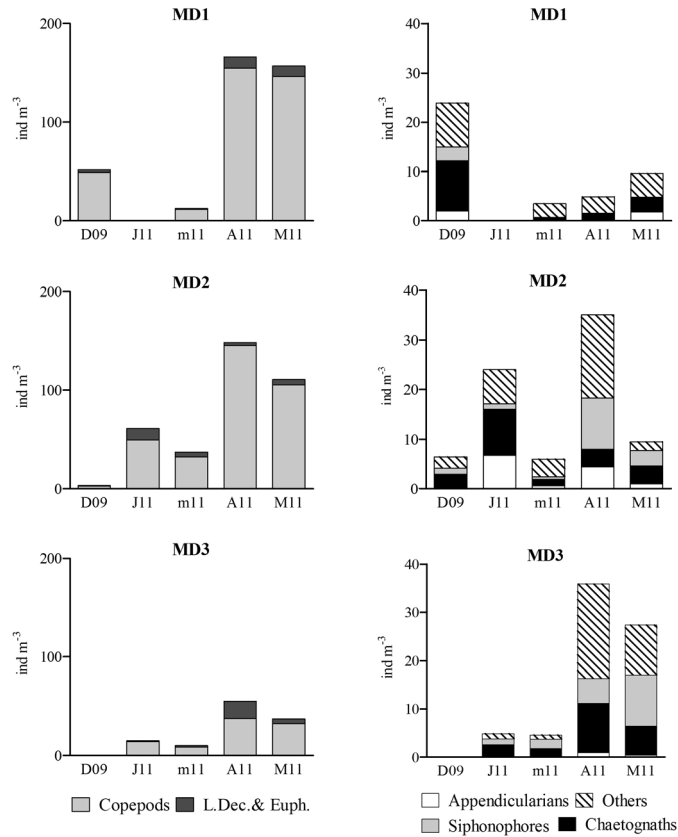 MD1
200
100
0
ind m⁻³
D09 J11 m11 A11 M11
MD1
40
30
20
10
0
ind m⁻³
D09 J11 m11 A11 M11
MD2
200
100
0
ind m⁻³
D09 J11 m11 A11 M11
MD2
40
30
20
10
0
ind m⁻³
D09 J11 m11 A11 M11
MD3
200
100
0
ind m⁻³
D09 J11 m11 A11 M11
MD3
40
30
20
10
0
ind m⁻³
D09 J11 m11 A11 M11
Copepods L.Dec.& Euph.
Appendicularians Others
Siphonophores Chaetognaths